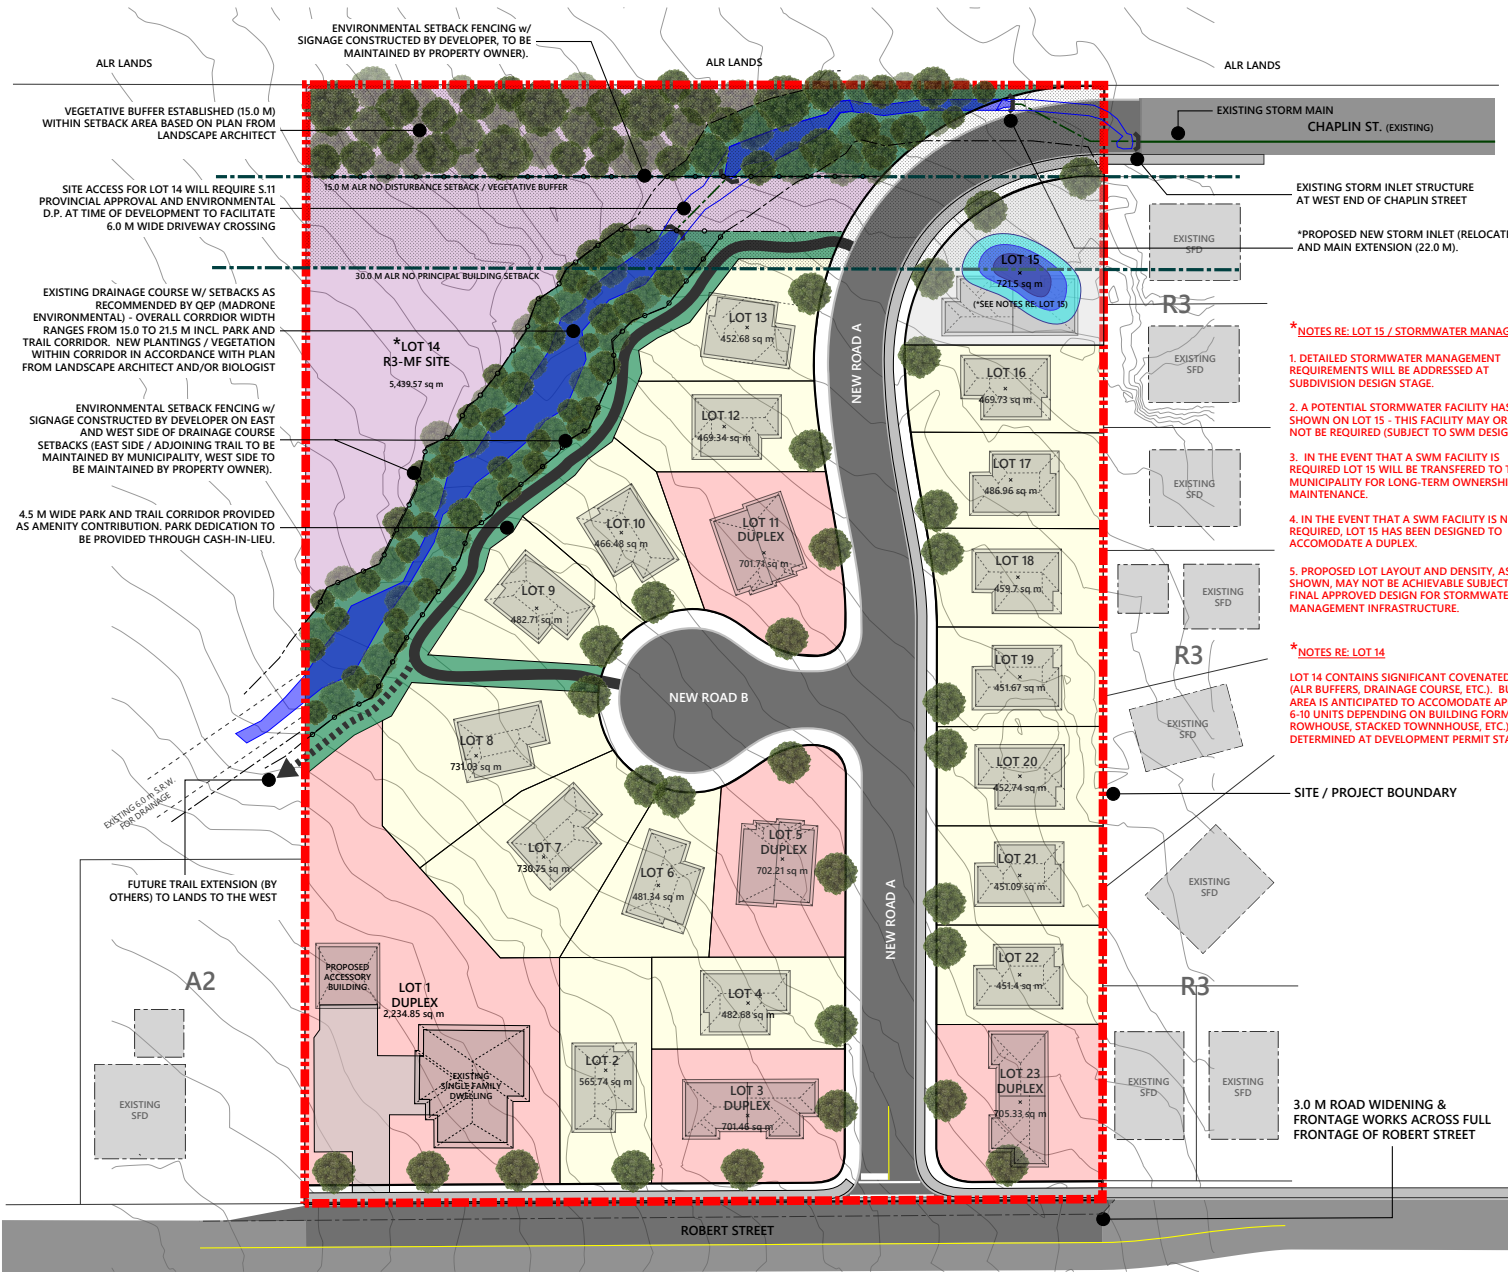 ENVIRONMENTAL SETBACK FENCING w/
SIGNAGE CONSTRUCTED BY DEVELOPER, TO BE
MAINTAINED BY PROPERTY OWNER).
ALR LANDS
ALR LANDS
ALR LANDS
VEGETATIVE BUFFER ESTABLISHED (15.0 M)
WITHIN SETBACK AREA BASED ON PLAN FROM
LANDSCAPE ARCHITECT
EXISTING STORM MAIN
CHAPLIN ST. (EXISTING)
15.0 M ALR NO DISTURBANCE SETBACK / VEGETATIVE BUFFER
SITE ACCESS FOR LOT 14 WILL REQUIRE S.11
PROVINCIAL APPROVAL AND ENVIRONMENTAL
D.P. AT TIME OF DEVELOPMENT TO FACILITATE
6.0 M WIDE DRIVEWAY CROSSING
EXISTING STORM INLET STRUCTURE
AT WEST END OF CHAPLIN STREET
*PROPOSED NEW STORM INLET (RELOCATE
AND MAIN EXTENSION (22.0 M).
EXISTING
SFD
30.0 M ALR NO PRINCIPAL BUILDING SETBACK
LOT 15
721.5 sq m
(*SEE NOTES RE: LOT 15)
R3
EXISTING DRAINAGE COURSE W/ SETBACKS AS
RECOMMENDED BY QEP (MADRONE
ENVIRONMENTAL) - OVERALL CORRDIOR WIDTH
RANGES FROM 15.0 TO 21.5 M INCL. PARK AND
TRAIL CORRIDOR. NEW PLANTINGS / VEGETATION
WITHIN CORRIDOR IN ACCORDANCE WITH PLAN
FROM LANDSCAPE ARCHITECT AND/OR BIOLOGIST
*LOT 14
R3-MF SITE
5,439.57 sq m
LOT 13
452.68 sq m
NEW ROAD A
LOT 16
469.73 sq m
EXISTING
SFD
*NOTES RE: LOT 15 / STORMWATER MANAG
1. DETAILED STORMWATER MANAGEMENT
REQUIREMENTS WILL BE ADDRESSED AT
SUBDIVISION DESIGN STAGE.
2. A POTENTIAL STORMWATER FACILITY HAS
SHOWN ON LOT 15 - THIS FACILITY MAY OR
NOT BE REQUIRED (SUBJECT TO SWM DESIG
3. IN THE EVENT THAT A SWM FACILITY IS
REQUIRED LOT 15 WILL BE TRANSFERED TO T
MUNICIPALITY FOR LONG-TERM OWNERSHI
MAINTENANCE.
4. IN THE EVENT THAT A SWM FACILITY IS N
REQUIRED, LOT 15 HAS BEEN DESIGNED TO
ACCOMODATE A DUPLEX.
5. PROPOSED LOT LAYOUT AND DENSITY, AS
SHOWN, MAY NOT BE ACHIEVABLE SUBJECT
FINAL APPROVED DESIGN FOR STORMWATE
MANAGEMENT INFRASTRUCTURE.
ENVIRONMENTAL SETBACK FENCING w/
SIGNAGE CONSTRUCTED BY DEVELOPER ON EAST
AND WEST SIDE OF DRAINAGE COURSE
SETBACKS (EAST SIDE / ADJOINING TRAIL TO BE
MAINTAINED BY MUNICIPALITY, WEST SIDE TO
BE MAINTAINED BY PROPERTY OWNER).
LOT 12
469.34 sq m
LOT 17
486.96 sq m
EXISTING
SFD
4.5 M WIDE PARK AND TRAIL CORRIDOR PROVIDED
AS AMENITY CONTRIBUTION. PARK DEDICATION TO
BE PROVIDED THROUGH CASH-IN-LIEU.
LOT 10
466.48 sq m
LOT 11
DUPLEX
701.71 sq m
LOT 18
459.7 sq m
EXISTING
SFD
LOT 9
482.71 sq m
LOT 19
451.67 sq m
R3
*NOTES RE: LOT 14
LOT 14 CONTAINS SIGNIFICANT COVENATED
(ALR BUFFERS, DRAINAGE COURSE, ETC.). BU
AREA IS ANTICIPATED TO ACCOMODATE AP
6-10 UNITS DEPENDING ON BUILDING FORM
ROWHOUSE, STACKED TOWNNHOUSE, ETC.)
DETERMINED AT DEVELOPMENT PERMIT STA
NEW ROAD B
EXISTING
SFD
LOT 8
731.03 sq m
LOT 20
452.74 sq m
EXISTING 6.0 m S.R.W.
FOR DRAINAGE
SITE / PROJECT BOUNDARY
LOT 7
730.75 sq m
LOT 6
481.34 sq m
LOT 5
DUPLEX
702.21 sq m
LOT 21
451.09 sq m
EXISTING
SFD
FUTURE TRAIL EXTENSION (BY
OTHERS) TO LANDS TO THE WEST
NEW ROAD A
LOT 22
451.4 sq m
R3
A2
PROPOSED
ACCESSORY
BUILDING
LOT 1
DUPLEX
2,234.85 sq m
LOT 4
482.68 sq m
EXISTING
SINGLE FAMILY
DWELLING
LOT 2
565.74 sq m
LOT 3
DUPLEX
701.46 sq m
LOT 23
DUPLEX
705.33 sq m
EXISTING
SFD
EXISTING
SFD
EXISTING
SFD
3.0 M ROAD WIDENING &
FRONTAGE WORKS ACROSS FULL
FRONTAGE OF ROBERT STREET
ROBERT STREET